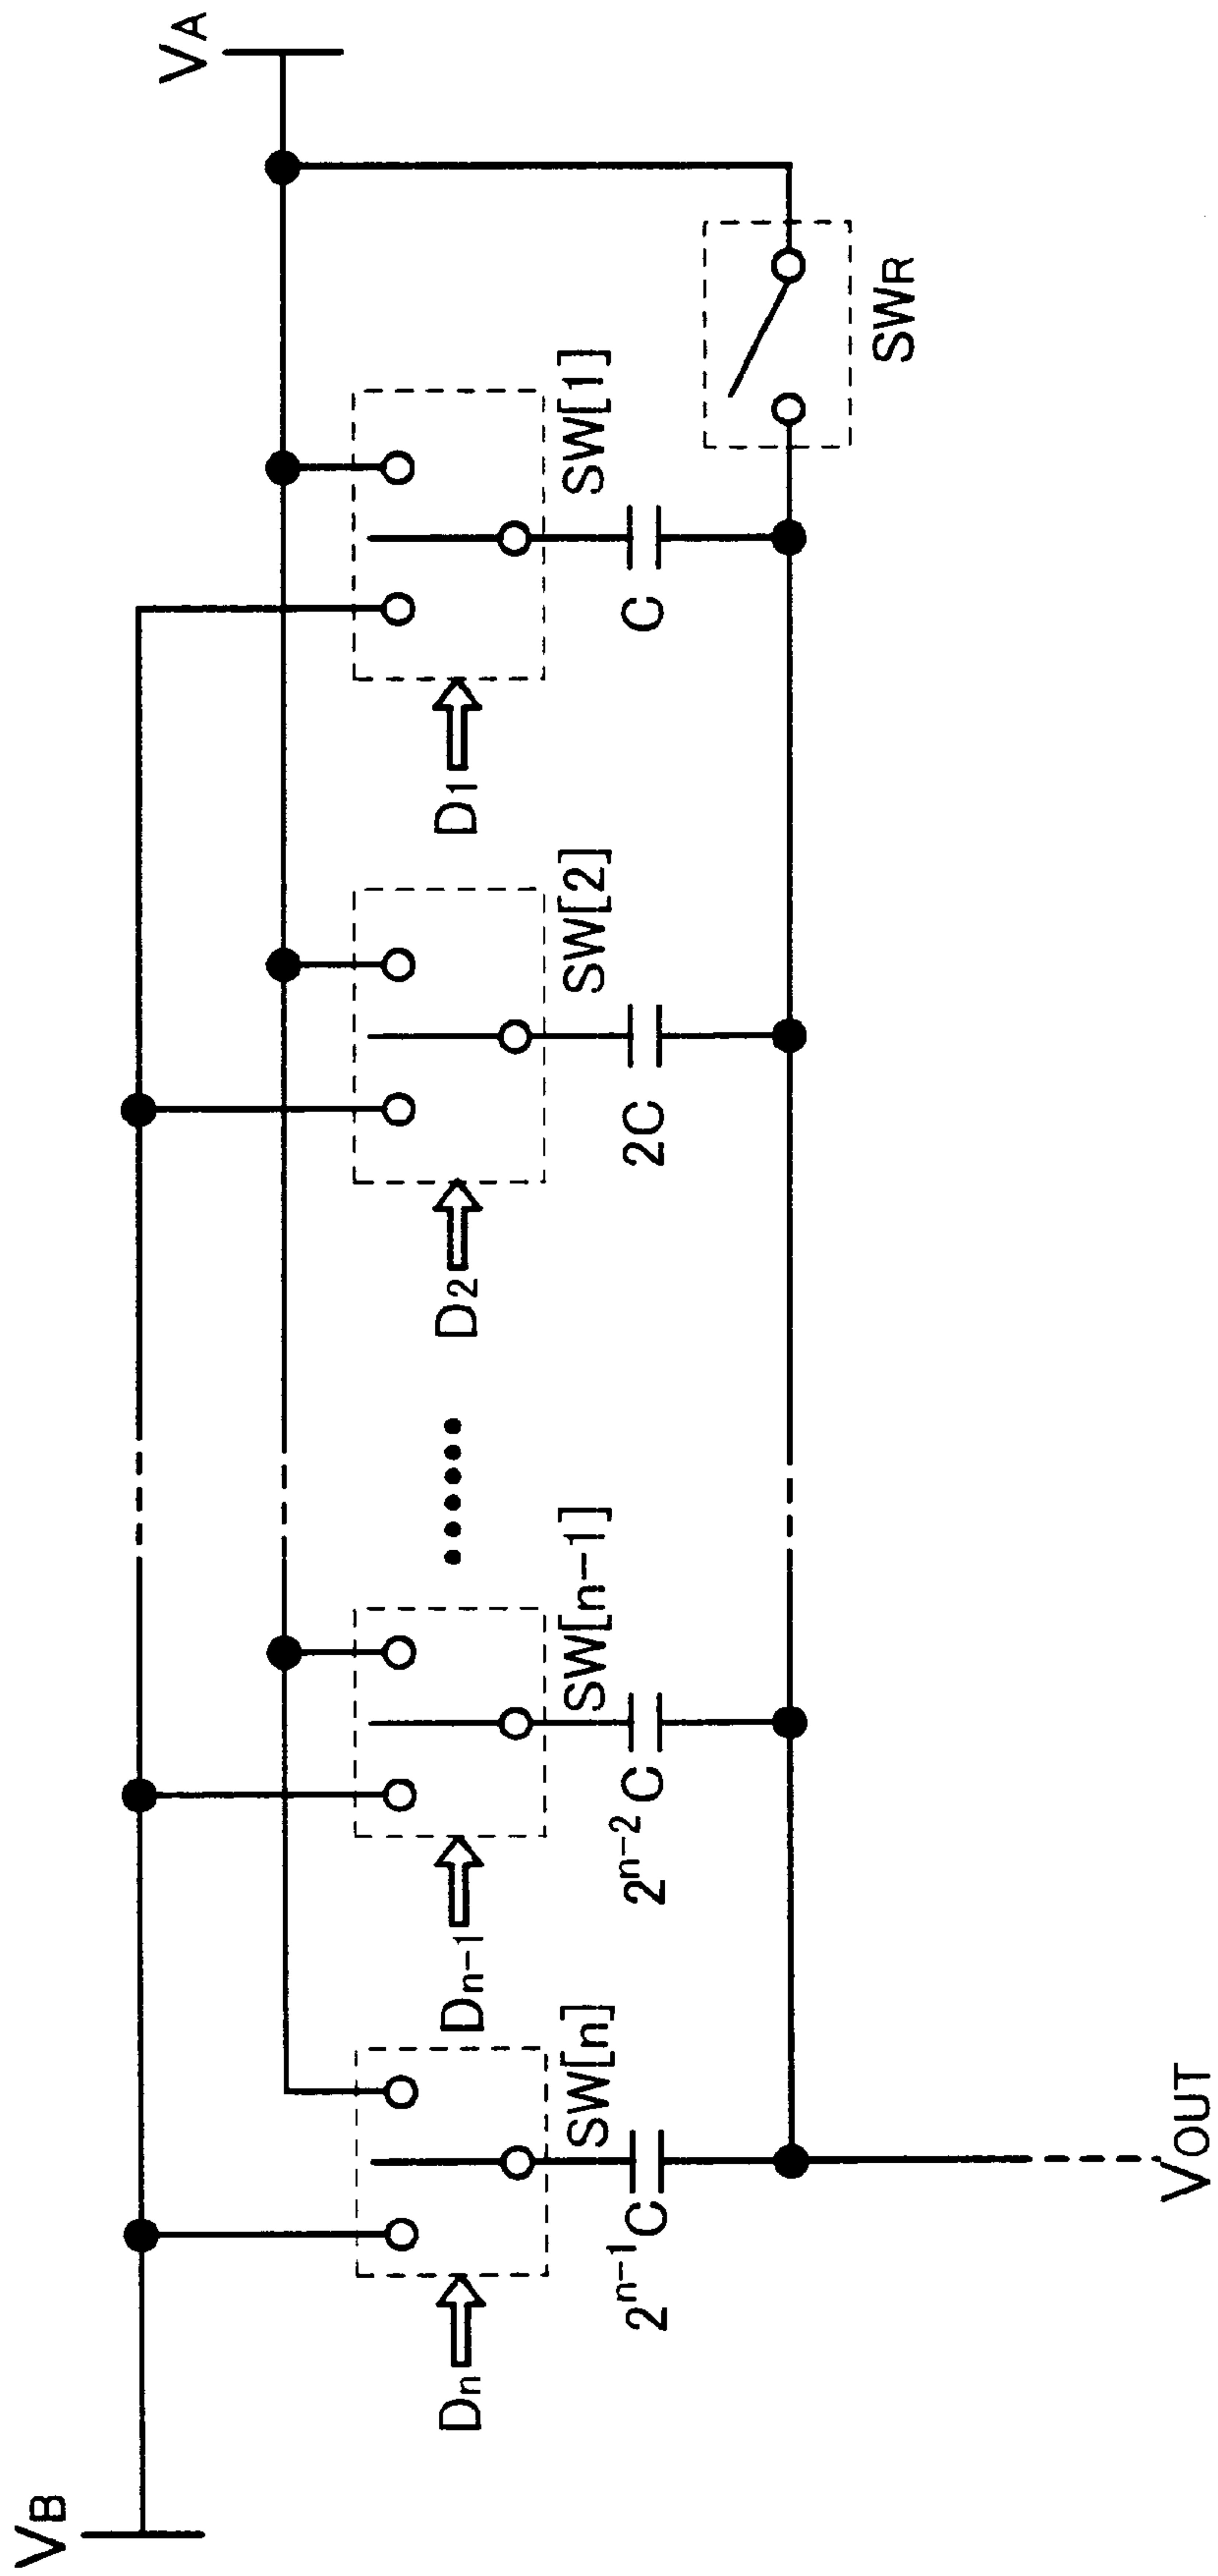 VB
VA
Dn
SW[n]
2ⁿ⁻¹C
Dn-1
SW[n-1]
2ⁿ⁻²C
D2
SW[2]
2C
D1
SW[1]
C
SWR
VOUT